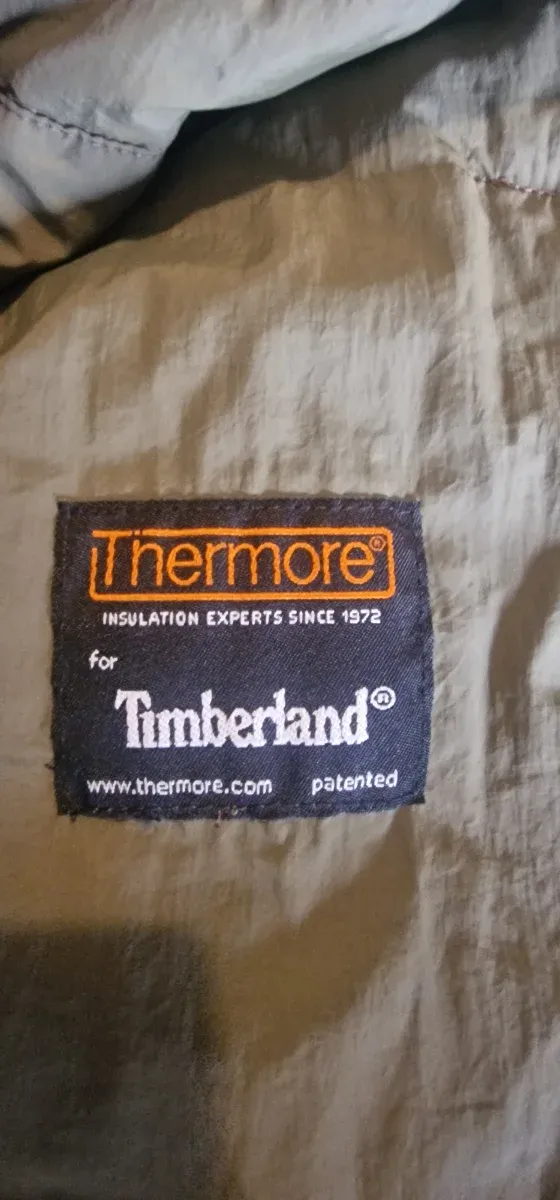 Thermore®
INSULATION EXPERTS SINCE 1972
for
Timberland®
www.thermore.com patented